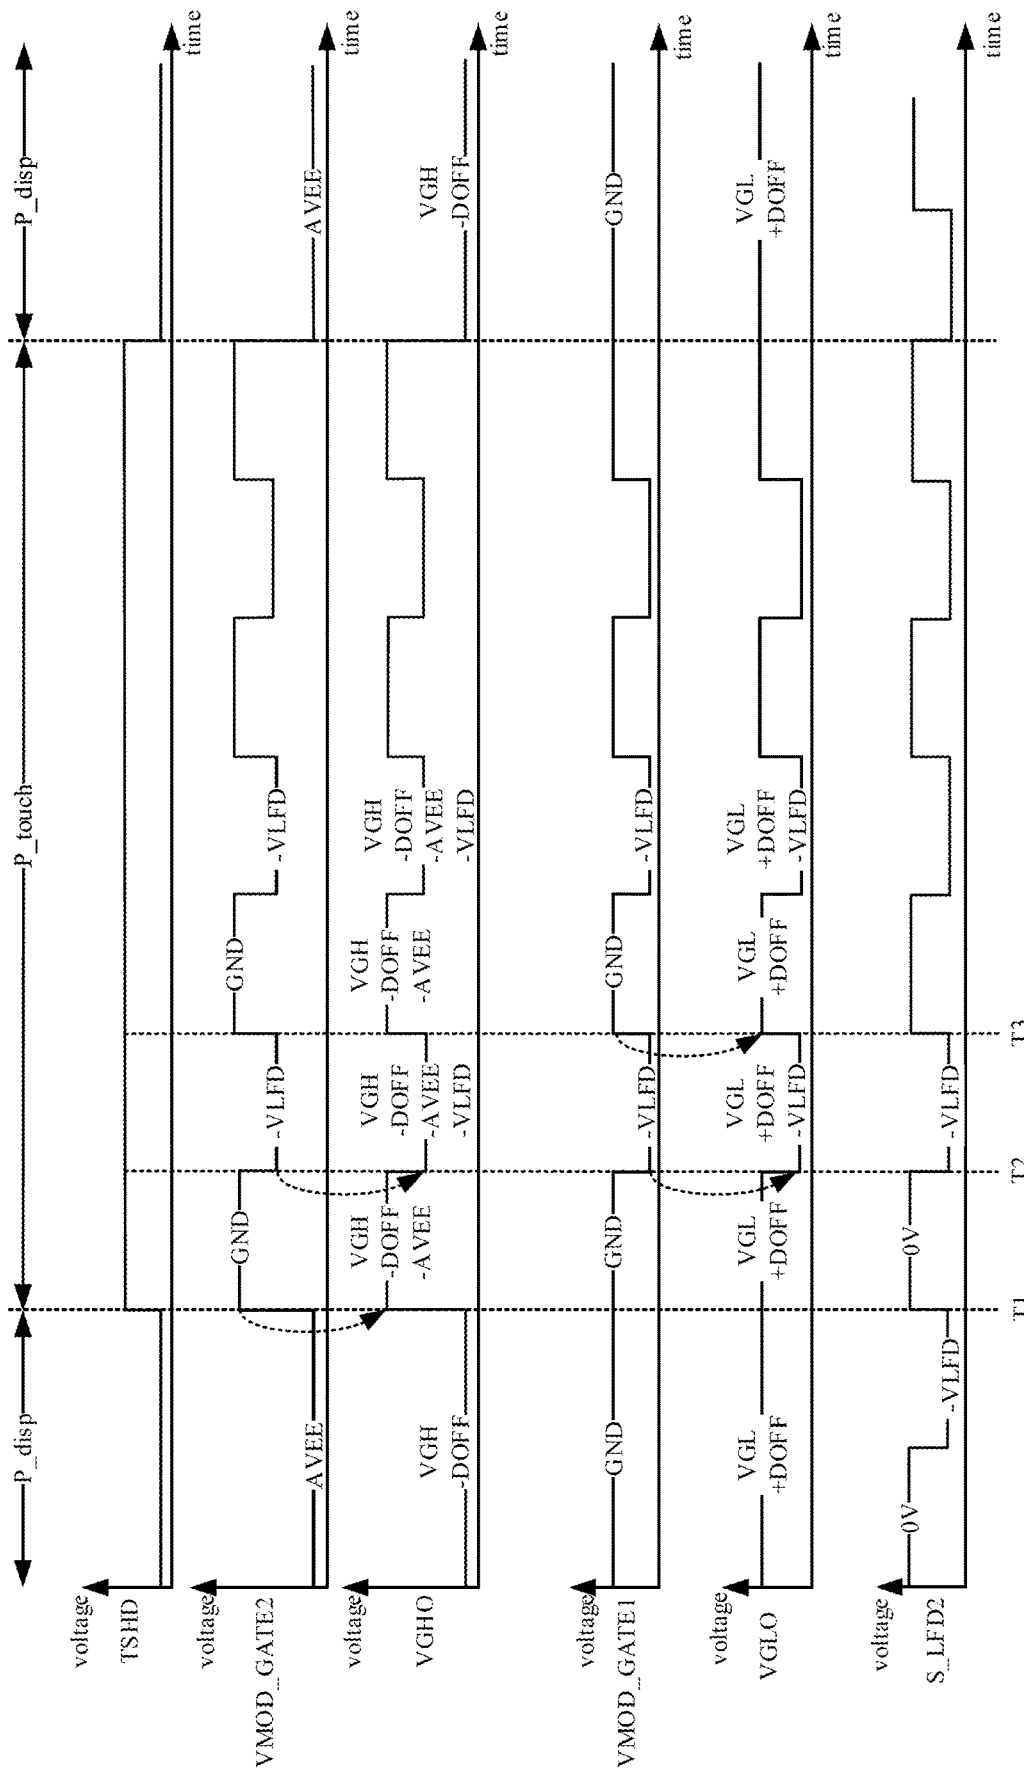 P_disp
P_touch
P_disp
voltage
TSHD
time
voltage
VMOD_GATE2
AVEE
GND
-VLFD
GND
-VLFD
AVEE
time
voltage
VGHO
VGH
-DOFF
VGH
-DOFF
-AVEE
VGH
-DOFF
-AVEE
-VLFD
VGH
-DOFF
-AVEE
VGH
-DOFF
-AVEE
-VLFD
VGH
-DOFF
time
voltage
VMOD_GATE1
GND
GND
-VLFD
GND
-VLFD
GND
time
voltage
VGLO
VGL
+DOFF
VGL
+DOFF
VGL
+DOFF
-VLFD
VGL
+DOFF
VGL
+DOFF
-VLFD
VGL
+DOFF
time
voltage
S_LFD2
0V
-VLFD
0V
-VLFD
time
T1
T2
T3